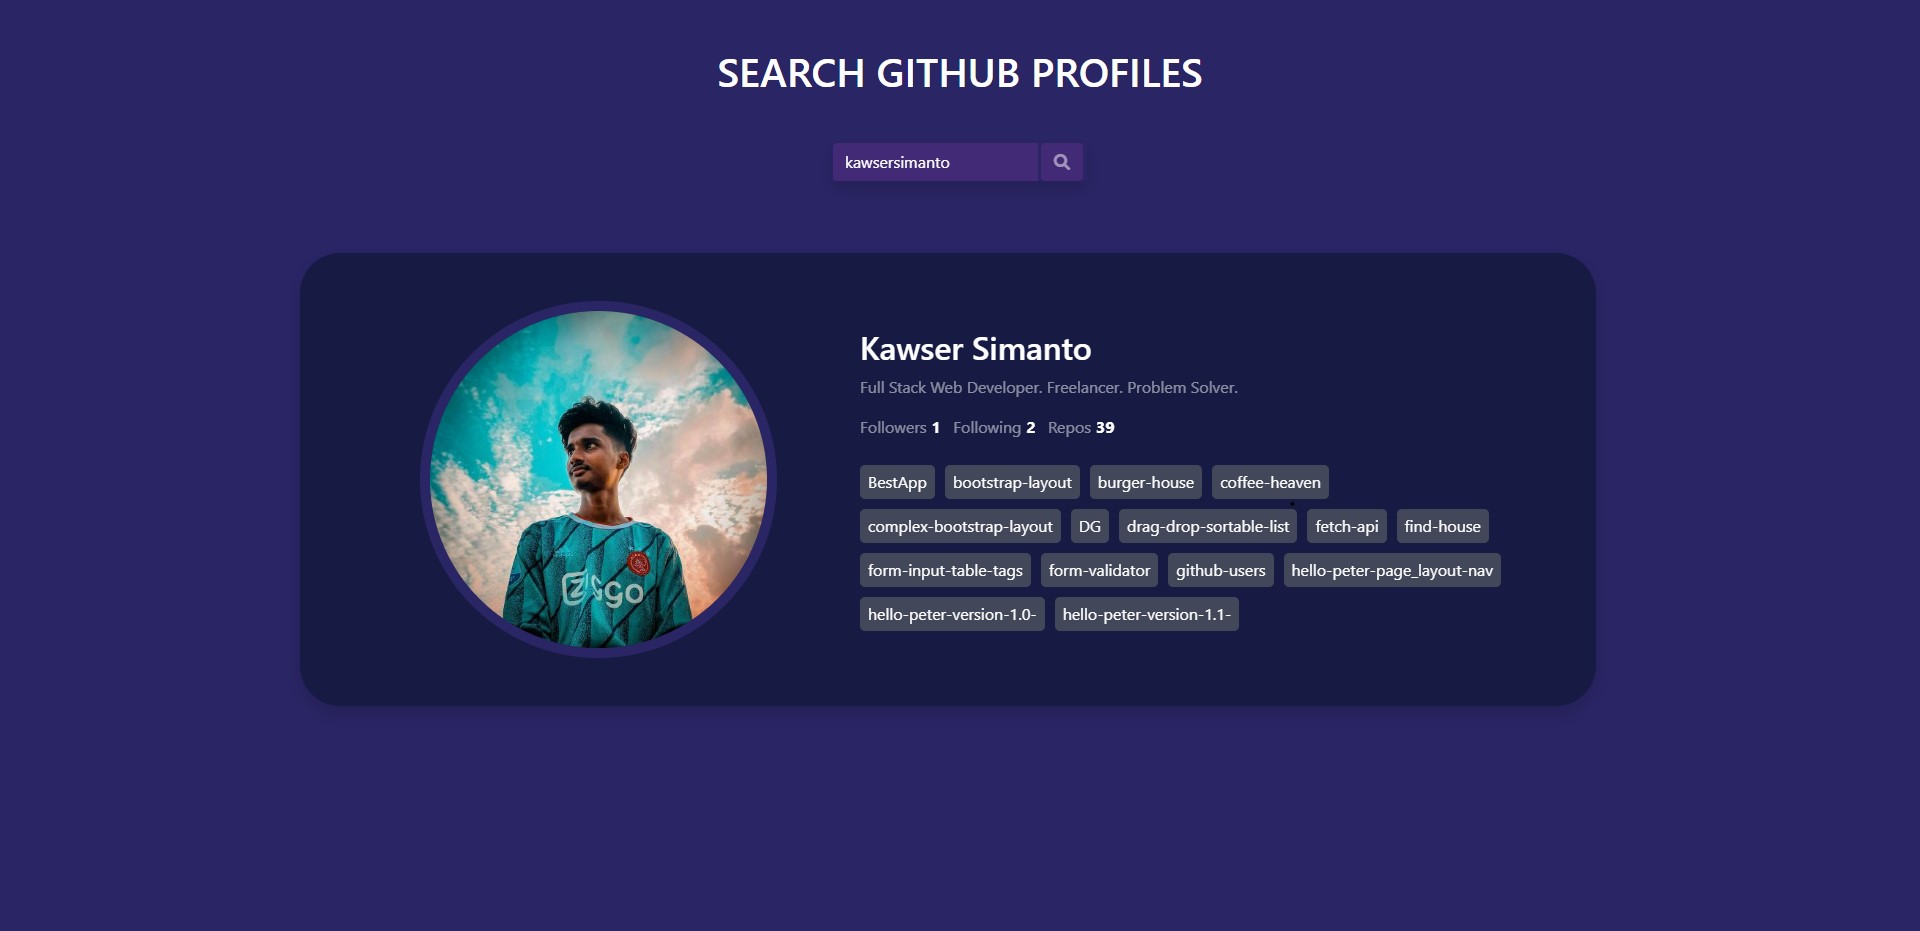 SEARCH GITHUB PROFILES
kawsersimanto
Kawser Simanto
Full Stack Web Developer. Freelancer. Problem Solver.
Followers 1 Following 2 Repos 39
BestApp bootstrap-layout burger-house coffee-heaven
complex-bootstrap-layout DG drag-drop-sortable-list fetch-api find-house
form-input-table-tags form-validator github-users hello-peter-page_layout-nav
hello-peter-version-1.0- hello-peter-version-1.1-
Ziggo